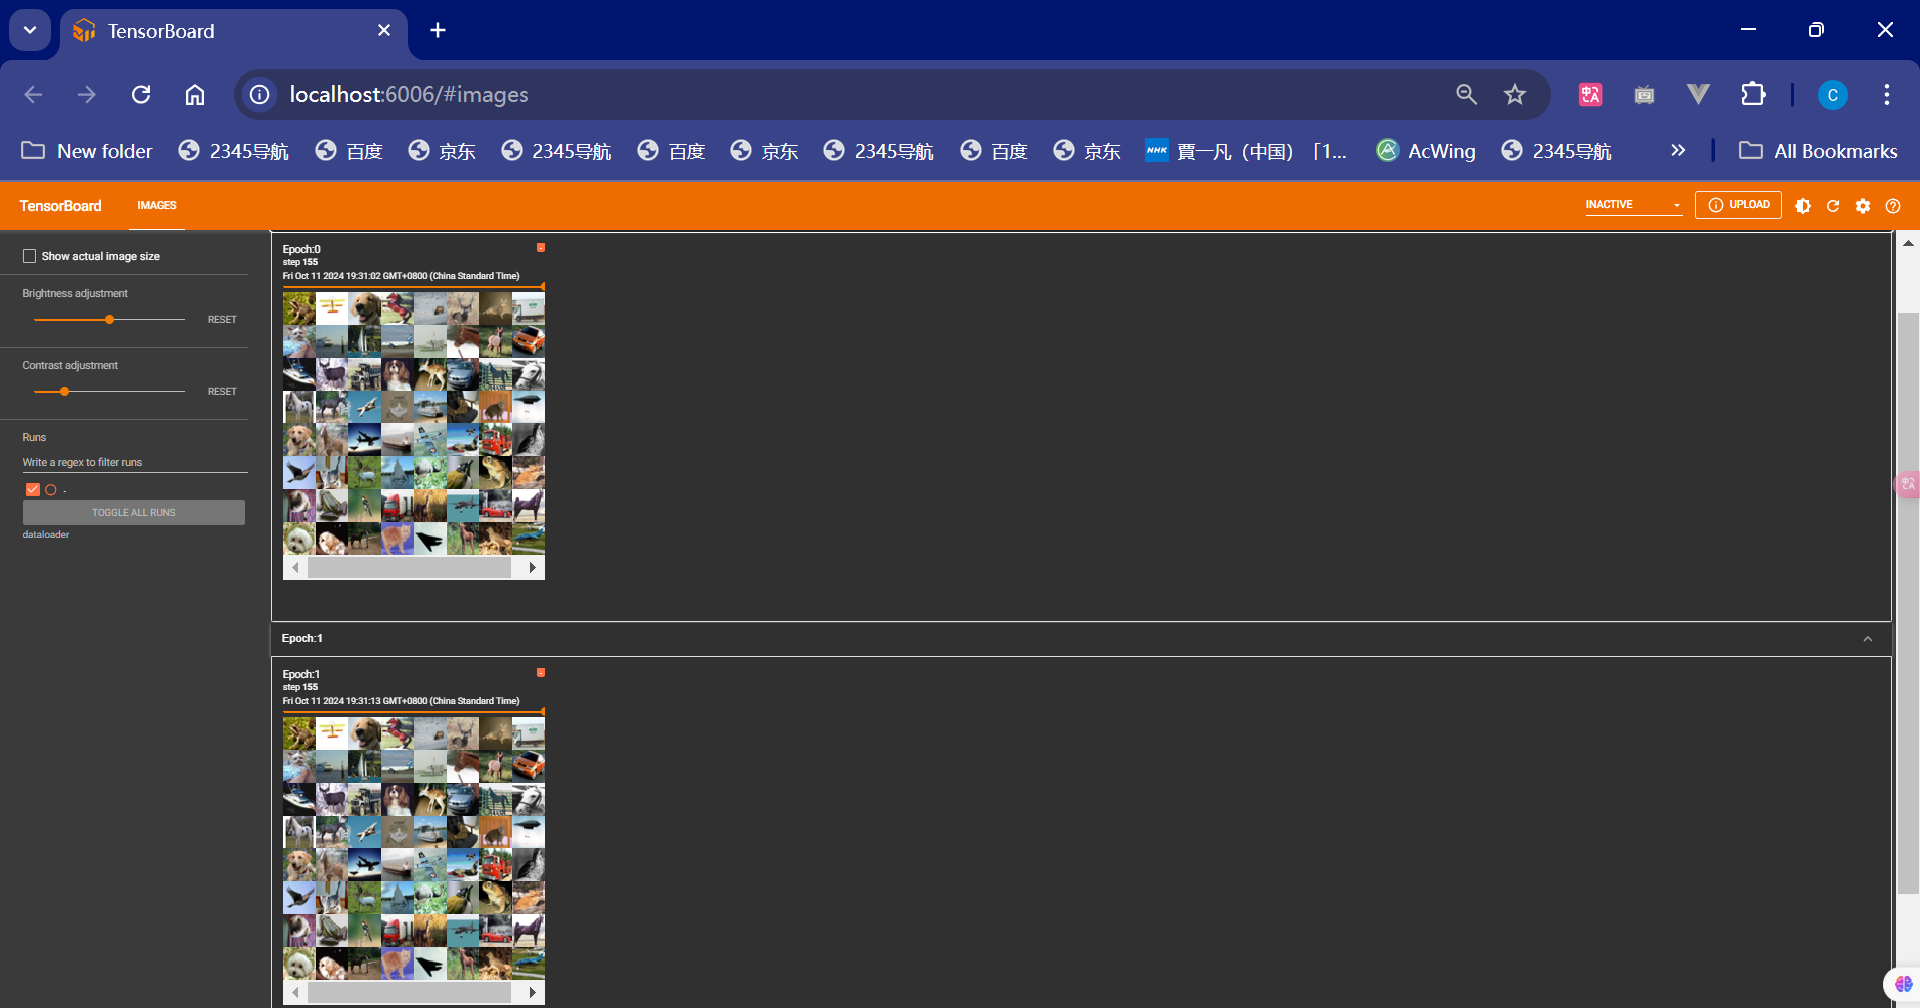 TensorBoard
localhost:6006/#images
C
New folder
2345导航
百度
京东
2345导航
百度
京东
2345导航
百度
京东
NHK
賈一凡（中国）「1...
AcWing
2345导航
All Bookmarks
TensorBoard
IMAGES
INACTIVE
UPLOAD
Show actual image size
Brightness adjustment
RESET
Contrast adjustment
RESET
Runs
Write a regex to filter runs
.
TOGGLE ALL RUNS
dataloader
Epoch:0
step 155
Fri Oct 11 2024 19:31:02 GMT+0800 (China Standard Time)
Epoch:1
Epoch:1
step 155
Fri Oct 11 2024 19:31:13 GMT+0800 (China Standard Time)